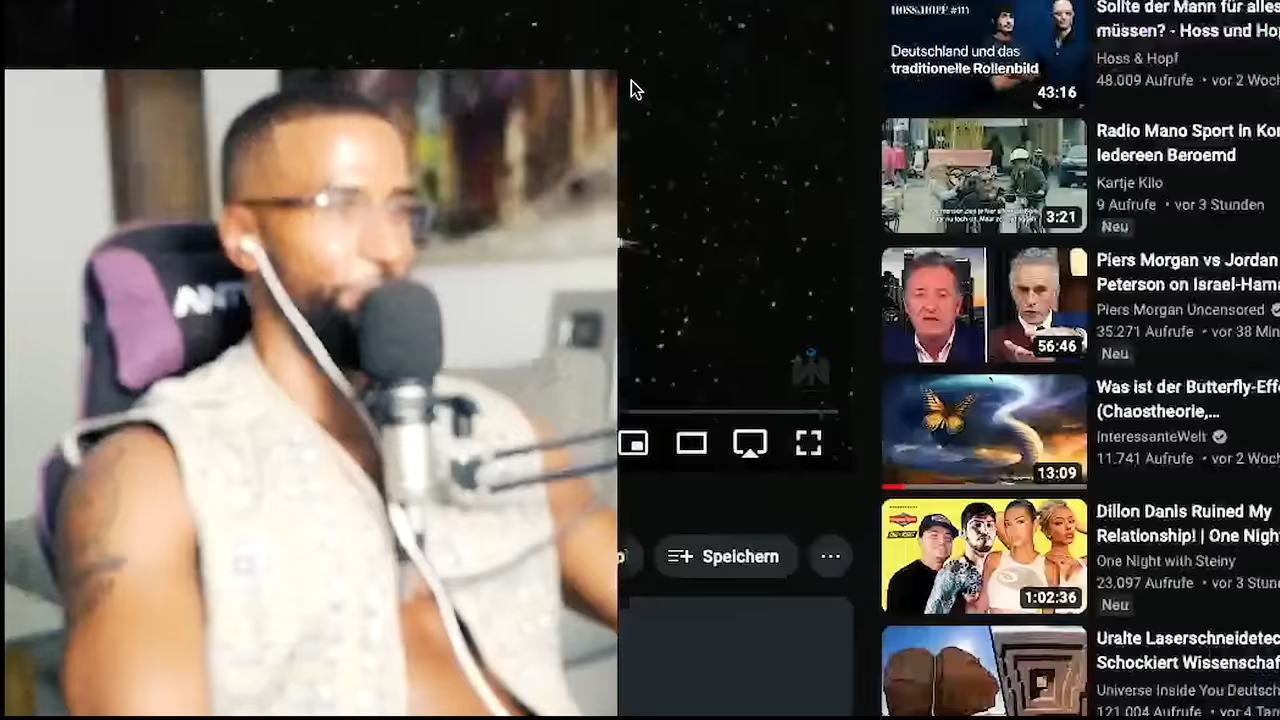 HOSS & HOPF #111
Deutschland und das
traditionelle Rollenbild
43:16
Sollte der Mann für alles
müssen? - Hoss und Hop
Hoss & Hopf
48.009 Aufrufe • vor 2 Woch
3:21
Radio Mano Sport in Kor
Iedereen Beroemd
Kartje Kilo
9 Aufrufe • vor 3 Stunden
Neu
56:46
Piers Morgan vs Jordan
Peterson on Israel-Hama
Piers Morgan Uncensored
35.271 Aufrufe • vor 38 Min
Neu
13:09
Was ist der Butterfly-Effe
(Chaostheorie,...
InteressanteWelt
11.741 Aufrufe • vor 2 Woch
1:02:36
Dillon Danis Ruined My
Relationship! | One Night
One Night with Steiny
23.097 Aufrufe • vor 3 Stund
Neu
Uralte Laserschneidetec
Schockiert Wissenschaf
Universe Inside You Deutsch
121.004 Aufrufe • vor 4 Tag
ANT
p
Speichern